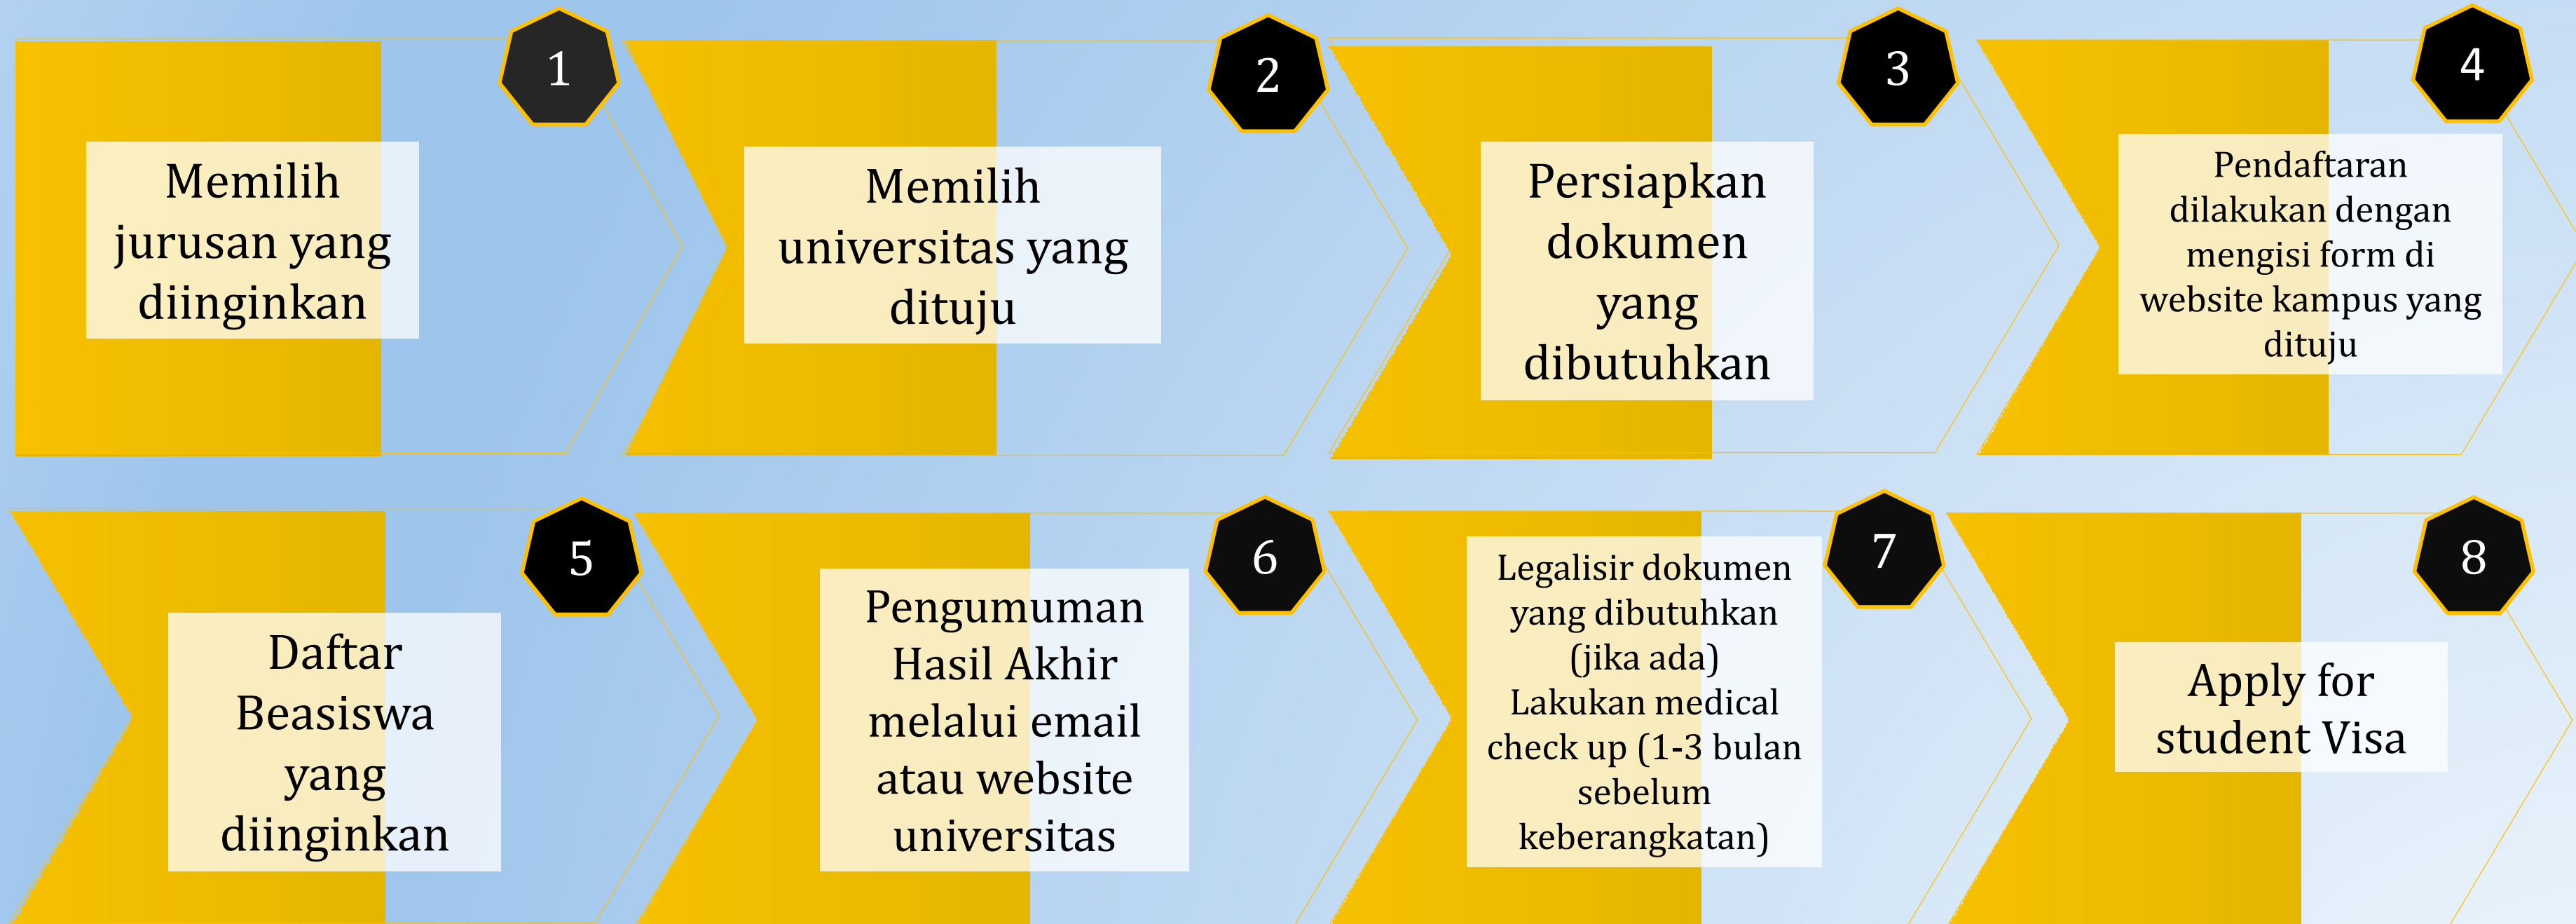 1
Memilih
jurusan yang
diinginkan
2
Memilih
universitas yang
dituju
3
Persiapkan
dokumen
yang
dibutuhkan
4
Pendaftaran
dilakukan dengan
mengisi form di
website kampus yang
dituju
5
Daftar
Beasiswa
yang
diinginkan
6
Pengumuman
Hasil Akhir
melalui email
atau website
universitas
7
Legalisir dokumen
yang dibutuhkan
(jika ada)
Lakukan medical
check up (1-3 bulan
sebelum
keberangkatan)
8
Apply for
student Visa